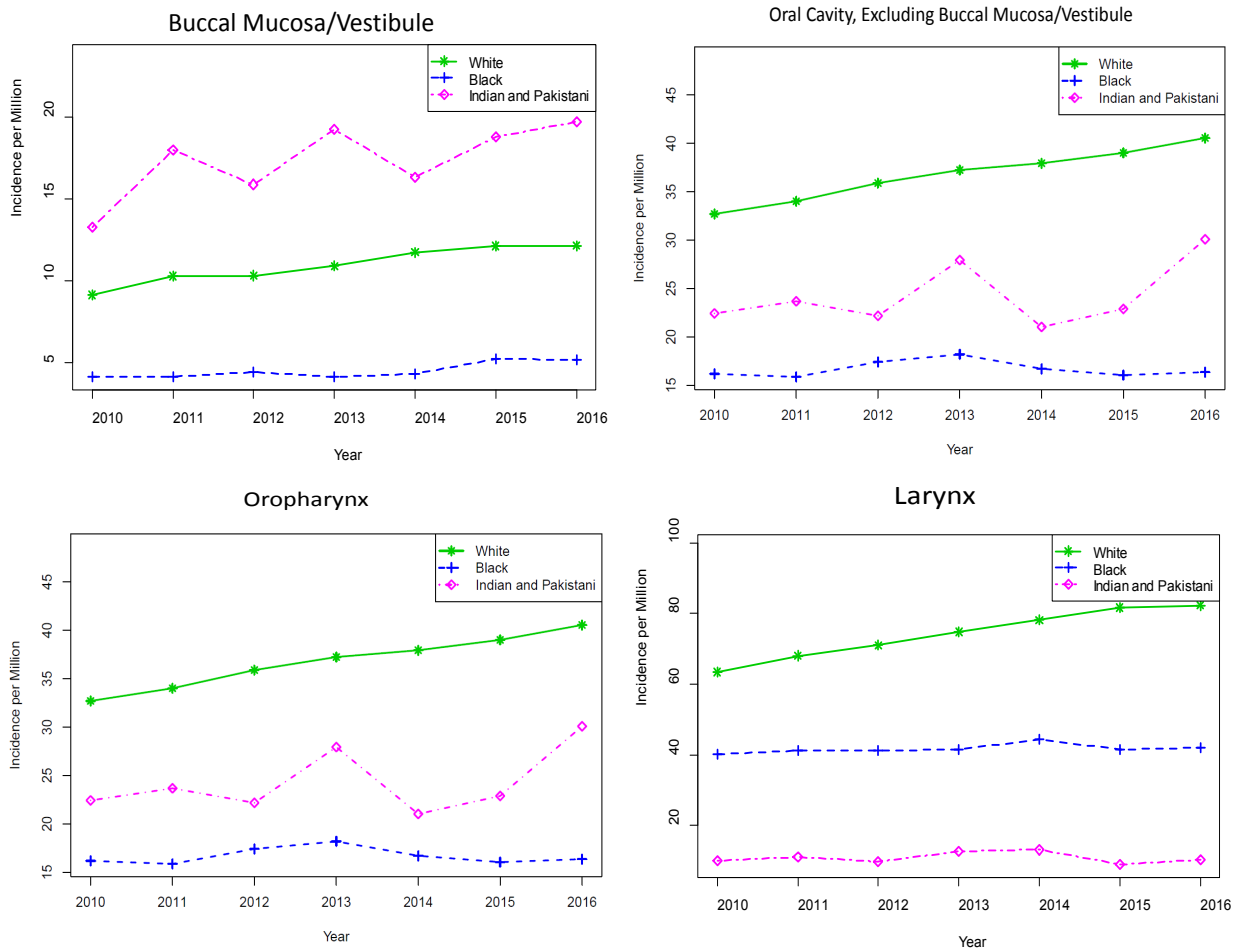 Buccal Mucosa/Vestibule
White
Black
Indian and Pakistani
Incidence per Million
20
15
10
5
2010 2011 2012 2013 2014 2015 2016
Year
Oral Cavity, Excluding Buccal Mucosa/Vestibule
White
Black
Indian and Pakistani
Incidence per Million
45
40
35
30
25
20
15
2010 2011 2012 2013 2014 2015 2016
Year
Oropharynx
White
Black
Indian and Pakistani
Incidence per Million
45
40
35
30
25
20
15
2010 2011 2012 2013 2014 2015 2016
Year
Larynx
White
Black
Indian and Pakistani
Incidence per Million
100
80
60
40
20
2010 2011 2012 2013 2014 2015 2016
Year